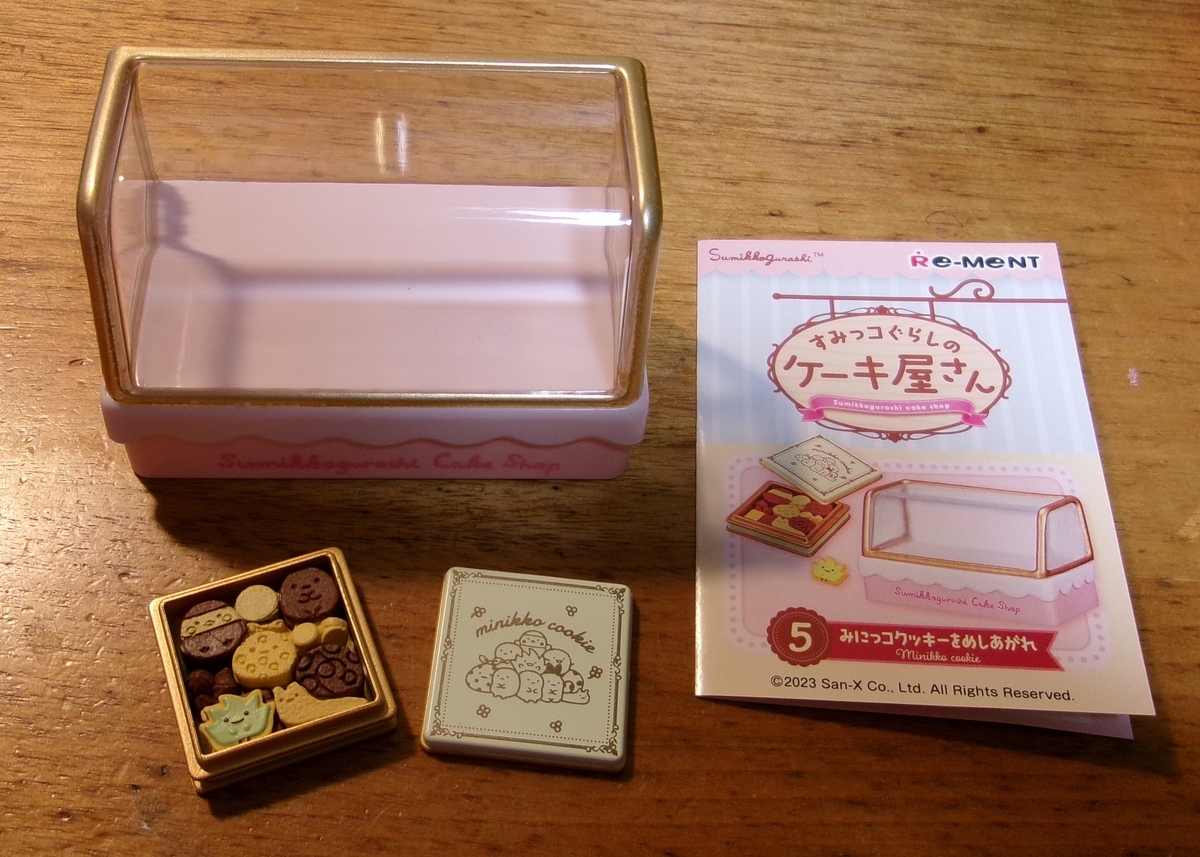 Sumikkogurashi Cake Shop
minikko cookie
Sumikkogurashi™
Re-MeNT
すみっコぐらしの
ケーキ屋さん
Sumikkogurashi cake shop
minikko cookie
Sumikkogurashi Cake Shop
5 みにっコクッキーをめしあがれ
Minikko cookie
©2023 San-X Co., Ltd. All Rights Reserved.